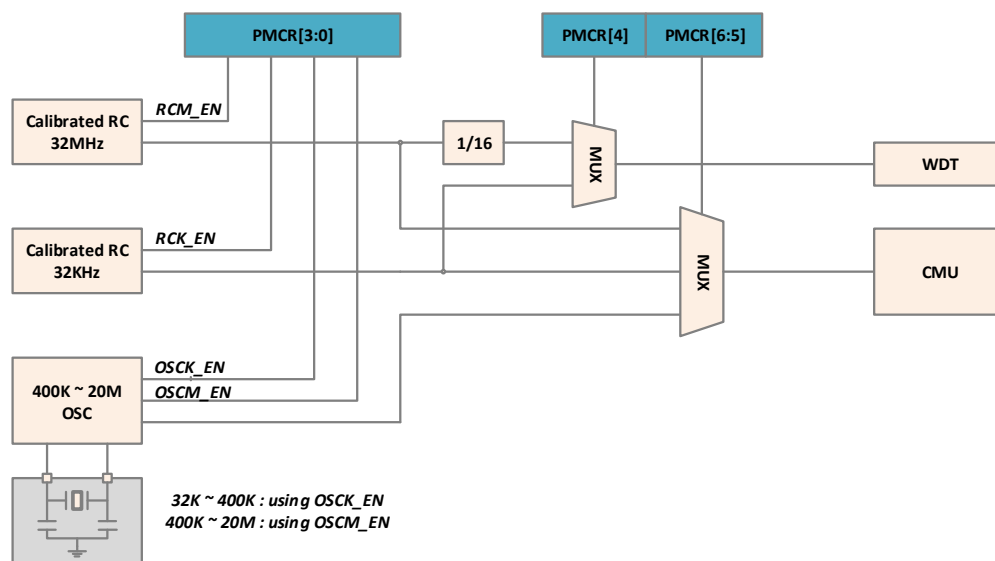 PMCR[3:0]
PMCR[4]
PMCR[6:5]
Calibrated RC
32MHz
RCM_EN
1/16
MUX
WDT
Calibrated RC
32KHz
RCK_EN
MUX
CMU
400K ~ 20M
OSC
OSCK_EN
OSCM_EN
32K ~ 400K : using OSCK_EN
400K ~ 20M : using OSCM_EN